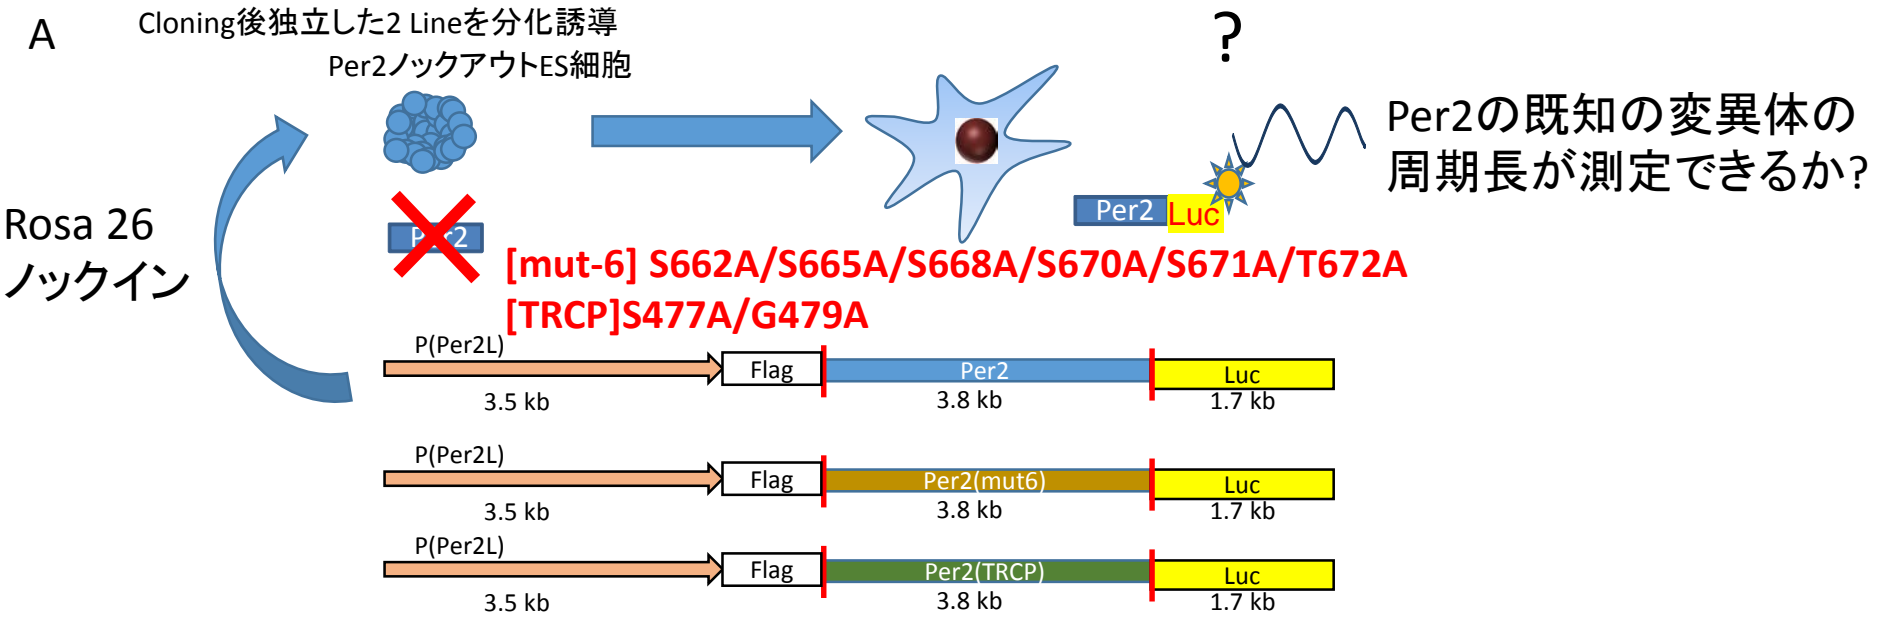 A
Cloning後独立した2 Lineを分化誘導
Per2ノックアウトES細胞
?
Per2の既知の変異体の
周期長が測定できるか?
Rosa 26
ノックイン
Per2
Per2 Luc
[mut-6] S662A/S665A/S668A/S670A/S671A/T672A
[TRCP]S477A/G479A
P(Per2L)
Flag Per2 Luc
3.5 kb 3.8 kb 1.7 kb
P(Per2L)
Flag Per2(mut6) Luc
3.5 kb 3.8 kb 1.7 kb
P(Per2L)
Flag Per2(TRCP) Luc
3.5 kb 3.8 kb 1.7 kb